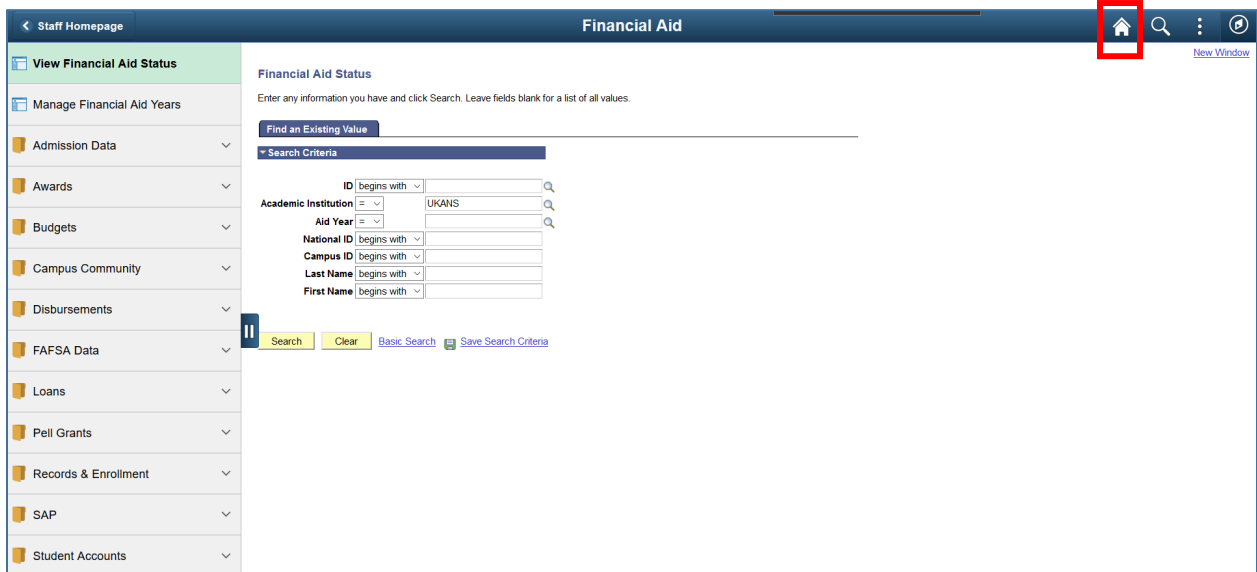 Staff Homepage
Financial Aid
New Window
View Financial Aid Status
Manage Financial Aid Years
Admission Data
Awards
Budgets
Campus Community
Disbursements
FAFSA Data
Loans
Pell Grants
Records & Enrollment
SAP
Student Accounts
Financial Aid Status
Enter any information you have and click Search. Leave fields blank for a list of all values.
Find an Existing Value
Search Criteria
ID begins with
Academic Institution = UKANS
Aid Year =
National ID begins with
Campus ID begins with
Last Name begins with
First Name begins with
Search Clear Basic Search Save Search Criteria